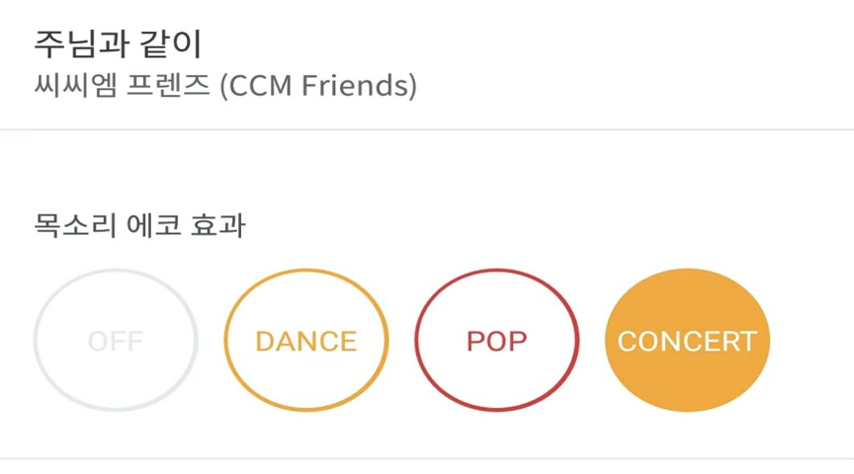 주님과 같이
씨씨엠 프렌즈 (CCM Friends)
목소리 에코 효과
OFF DANCE POP CONCERT